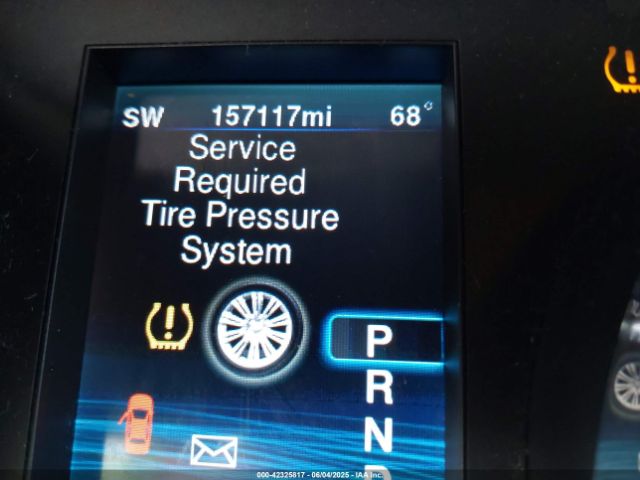 SW 157117mi 68°
Service
Required
Tire Pressure
System
P
R
N
D
000-42325817 - 06/04/2025 - IAA Inc.